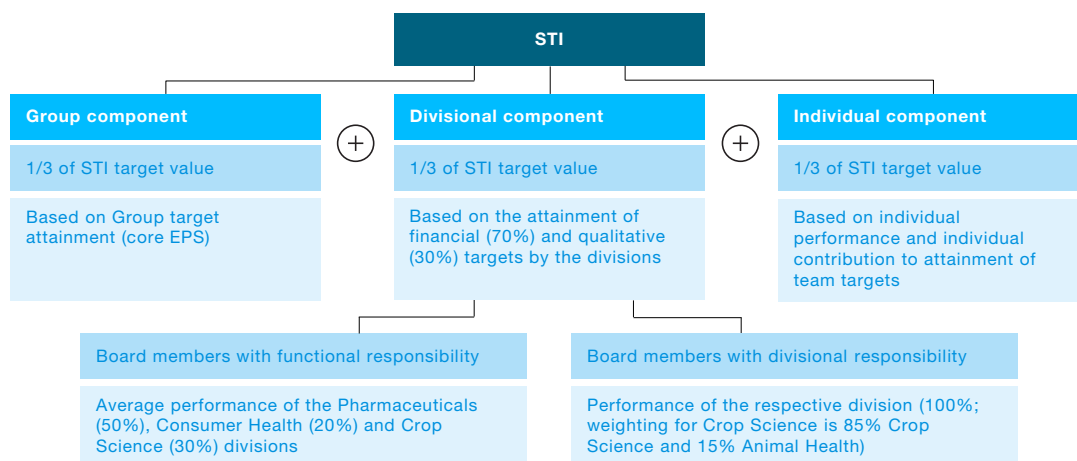 STI
Group component
1/3 of STI target value
Based on Group target
attainment (core EPS)
+
Divisional component
1/3 of STI target value
Based on the attainment of
financial (70%) and qualitative
(30%) targets by the divisions
+
Individual component
1/3 of STI target value
Based on individual
performance and individual
contribution to attainment of
team targets
Board members with functional responsibility
Average performance of the Pharmaceuticals
(50%), Consumer Health (20%) and Crop
Science (30%) divisions
Board members with divisional responsibility
Performance of the respective division (100%;
weighting for Crop Science is 85% Crop
Science and 15% Animal Health)